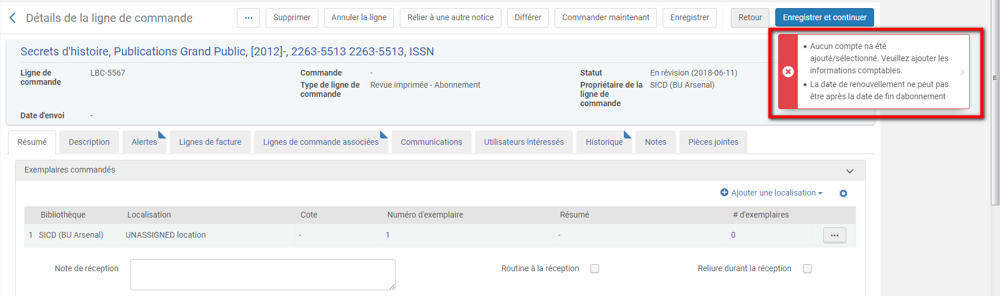 Détails de la ligne de commande
... Supprimer Annuler la ligne Relier à une autre notice Différer Commander maintenant Enregistrer Retour Enregistrer et continuer
Aucun compte na été
ajouté/sélectionné. Veuillez ajouter les
informations comptables.
La date de renouvellement ne peut pas
être après la date de fin dabonnement
Secrets d'histoire, Publications Grand Public, [2012]-, 2263-5513 2263-5513, ISSN
Ligne de
commande
LBC-5567
Commande -
Type de ligne de
commande
Revue imprimée - Abonnement
Statut En révision (2018-06-11)
Propriétaire de la
ligne de
commande
SICD (BU Arsenal)
Date d'envoi -
Résumé Description Alertes Lignes de facture Lignes de commande associées Communications Utilisateurs intéressés Historique Notes Pièces jointes
Exemplaires commandés
Ajouter une localisation
Bibliothèque Localisation Cote Numéro d'exemplaire Résumé # d'exemplaires
1 SICD (BU Arsenal) UNASSIGNED location - 1 - 0 ...
Note de réception Routine à la réception Reliure durant la réception